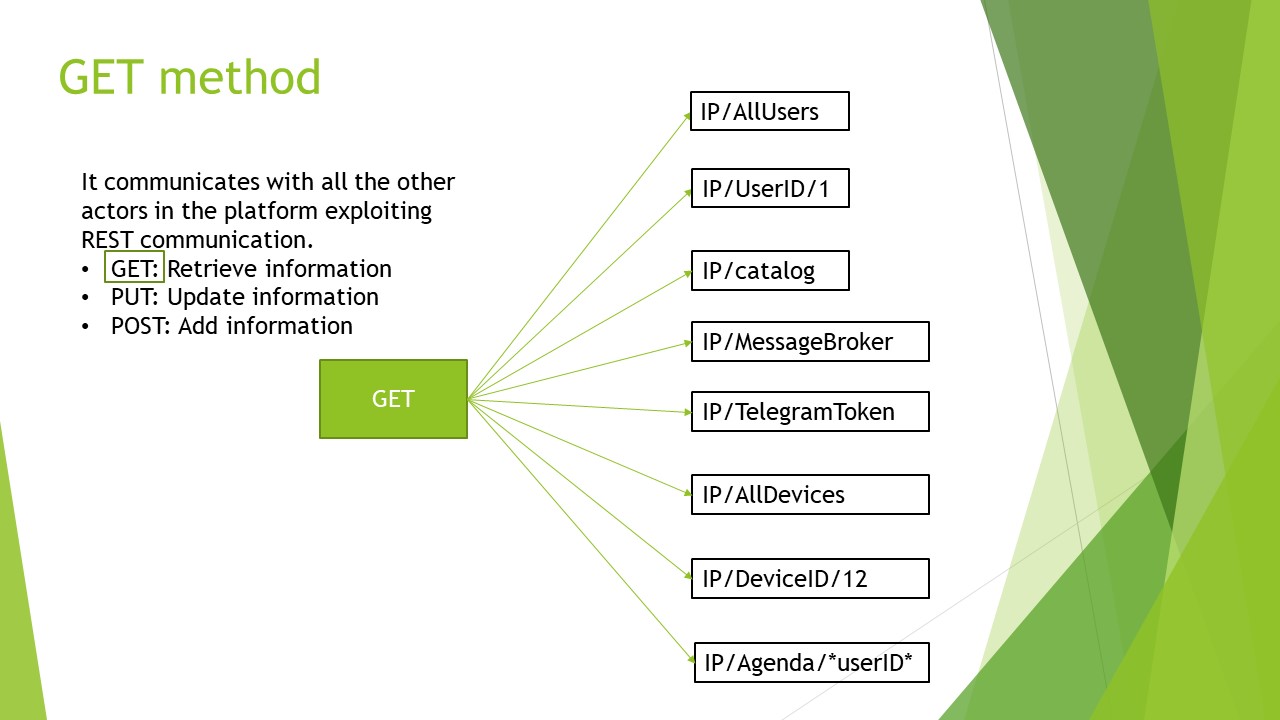 GET method
It communicates with all the other
actors in the platform exploiting
REST communication.
• GET: Retrieve information
• PUT: Update information
• POST: Add information
GET
IP/AllUsers
IP/UserID/1
IP/catalog
IP/MessageBroker
IP/TelegramToken
IP/AllDevices
IP/DeviceID/12
IP/Agenda/*userID*